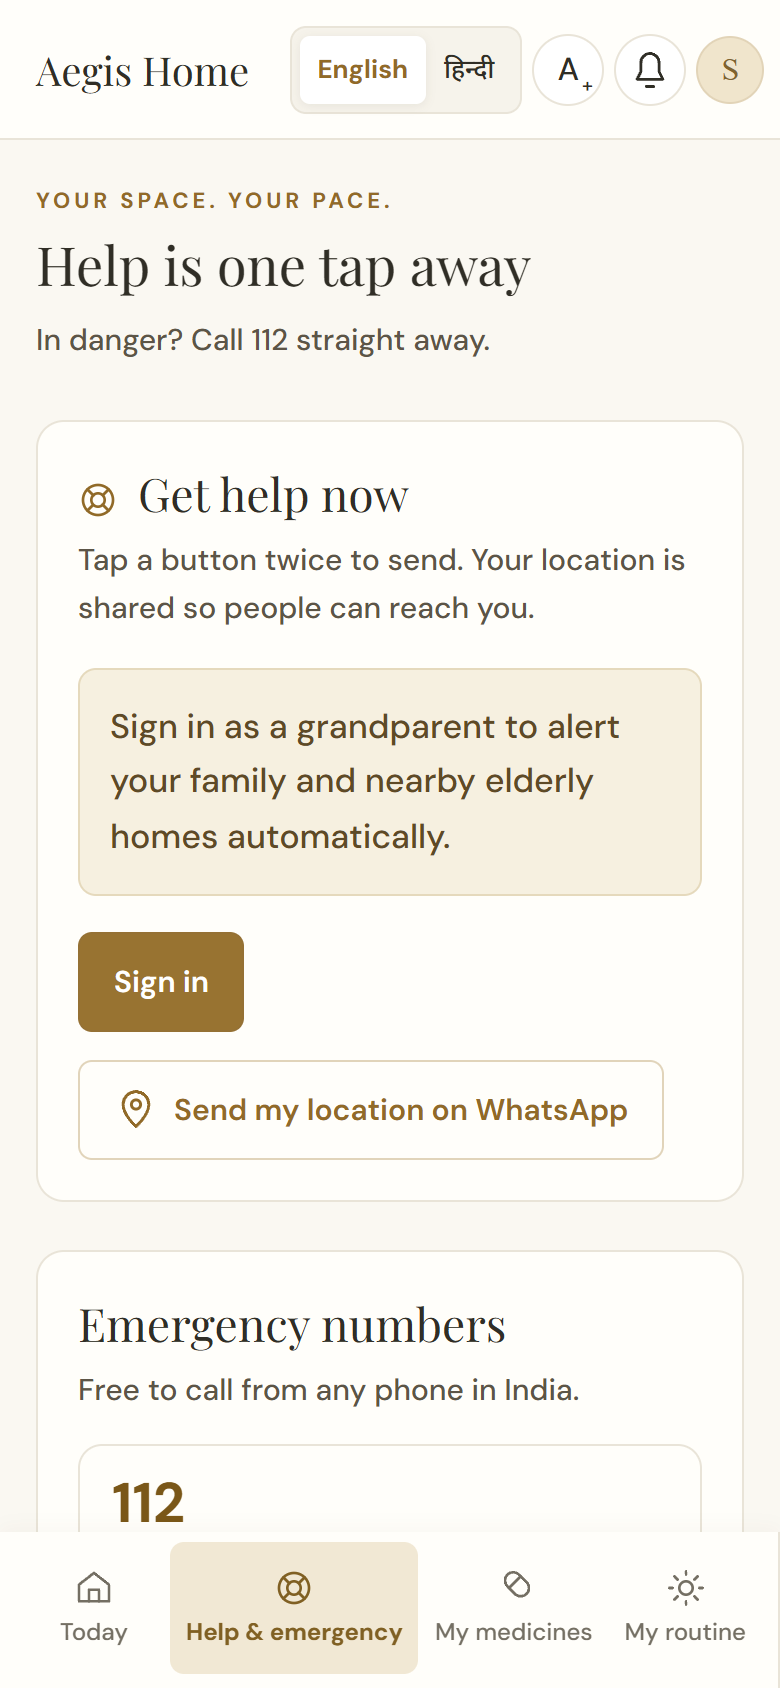 Aegis Home
English
हिन्दी
A+
S
YOUR SPACE. YOUR PACE.
Help is one tap away
In danger? Call 112 straight away.
Get help now
Tap a button twice to send. Your location is
shared so people can reach you.
Sign in as a grandparent to alert
your family and nearby elderly
homes automatically.
Sign in
Send my location on WhatsApp
Emergency numbers
Free to call from any phone in India.
112
Today
Help & emergency
My medicines
My routine